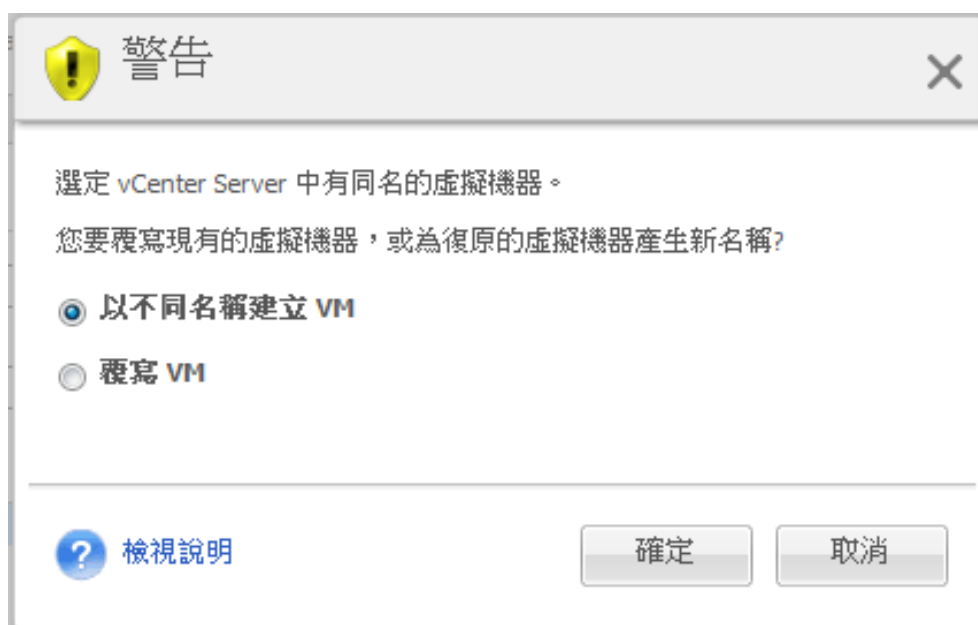 警告
選定 vCenter Server 中有同名的虛擬機器。
您要覆寫現有的虛擬機器，或為復原的虛擬機器產生新名稱?
以不同名稱建立 VM
覆寫 VM
檢視說明
確定
取消